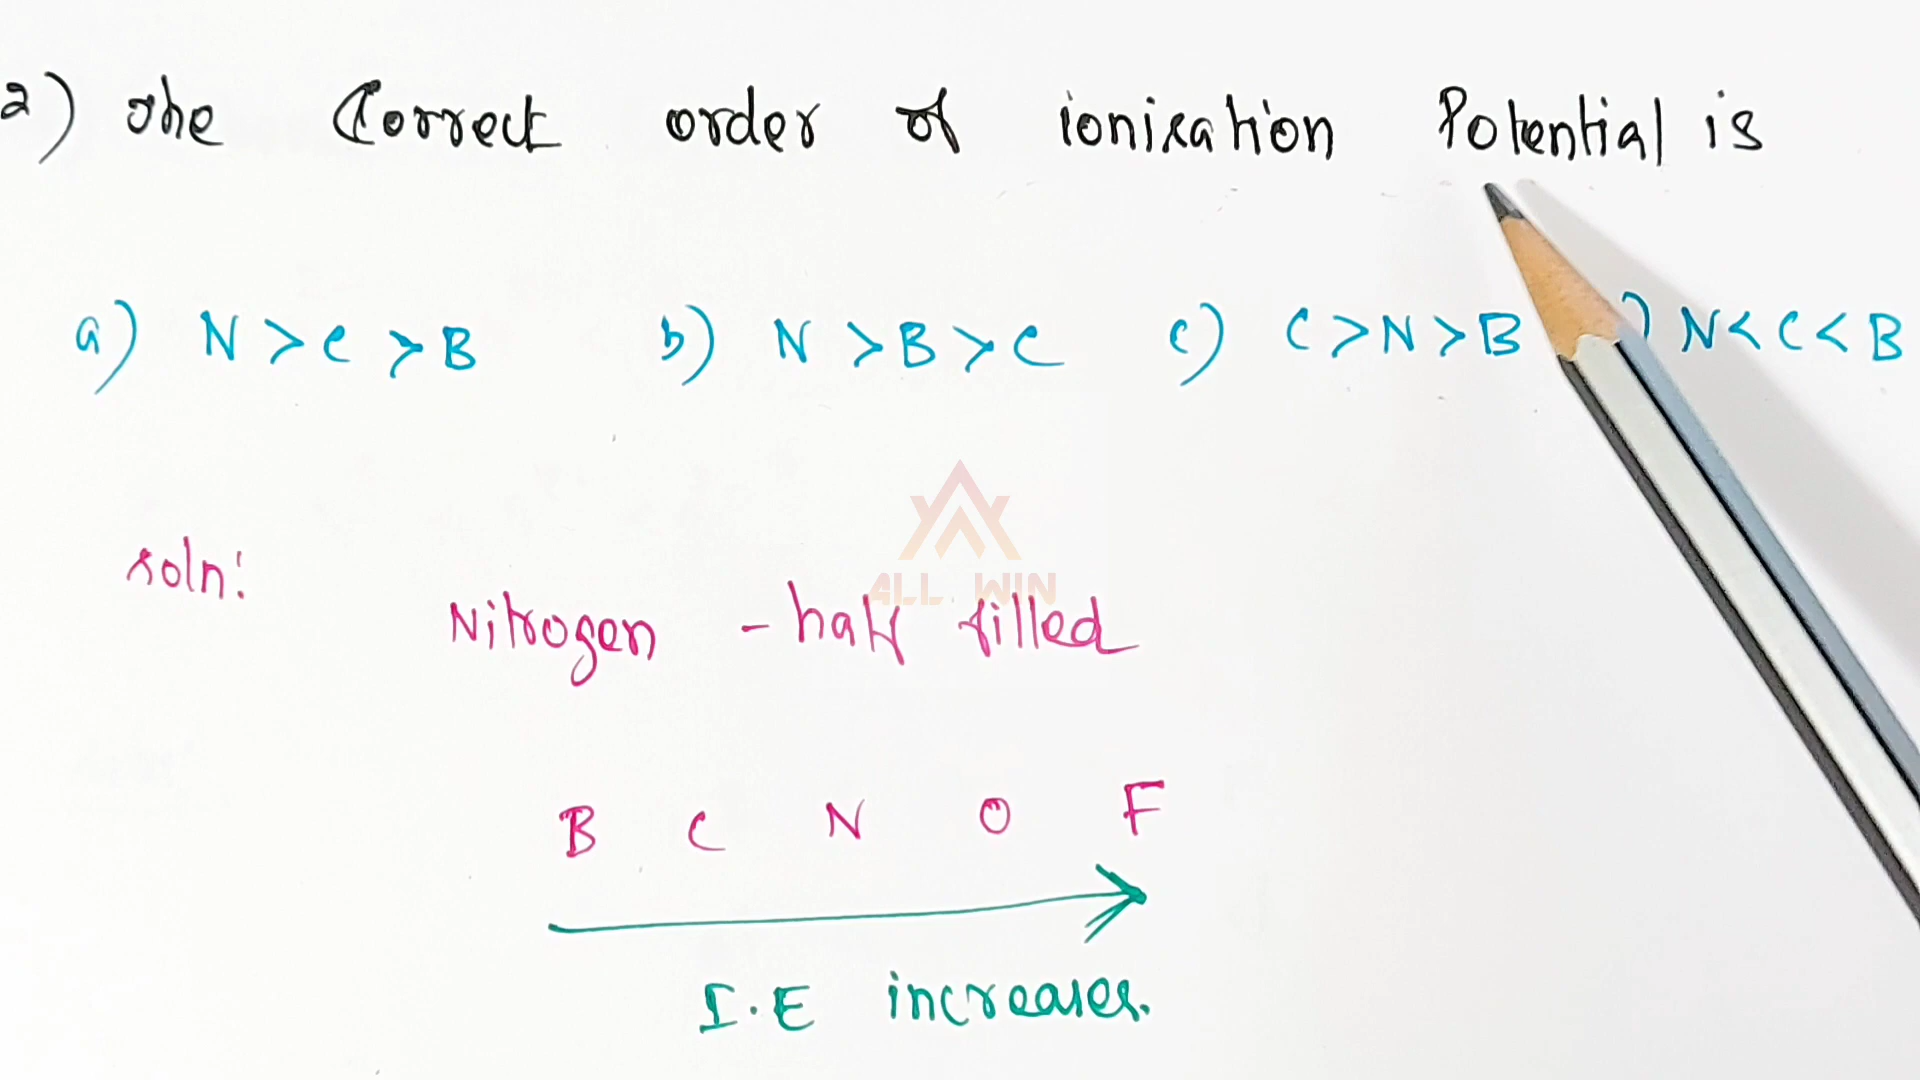 2) The Correct order of ionization Potential is
a) N > C > B b) N > B > C c) C > N > B ) N < C < B
soln:
ALL WIN
Nitrogen - half filled
B C N O F
I.E increases.